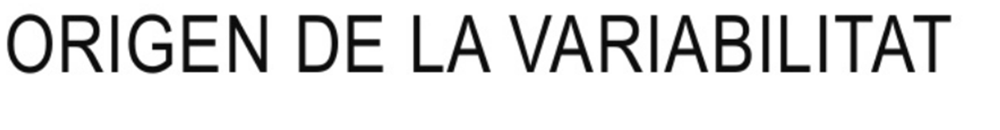 ORIGEN DE LA VARIABILITAT